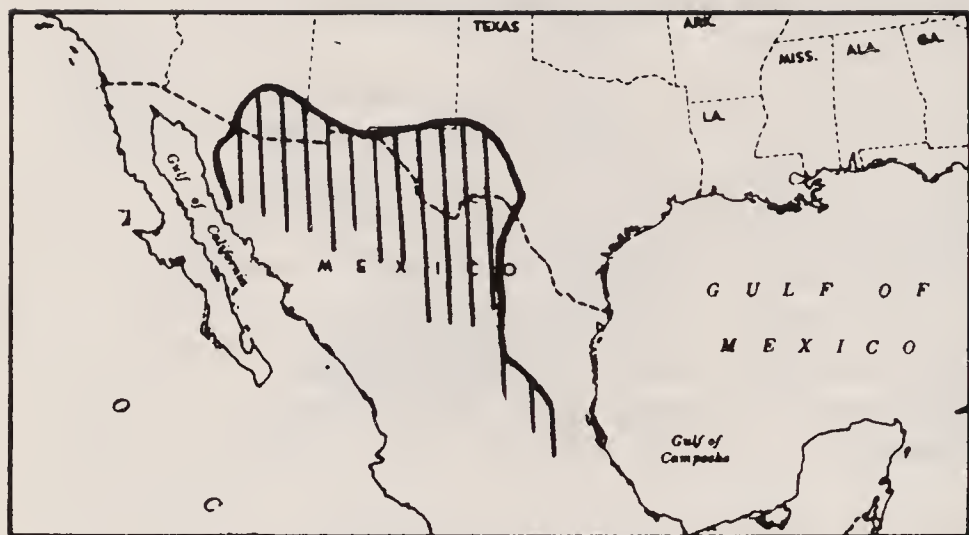 TEXAS
ARK.
MISS.
ALA.
GA.
LA.
Gulf
of
California
M E X I C O
G U L F O F
M E X I C O
Gulf of
Campeche